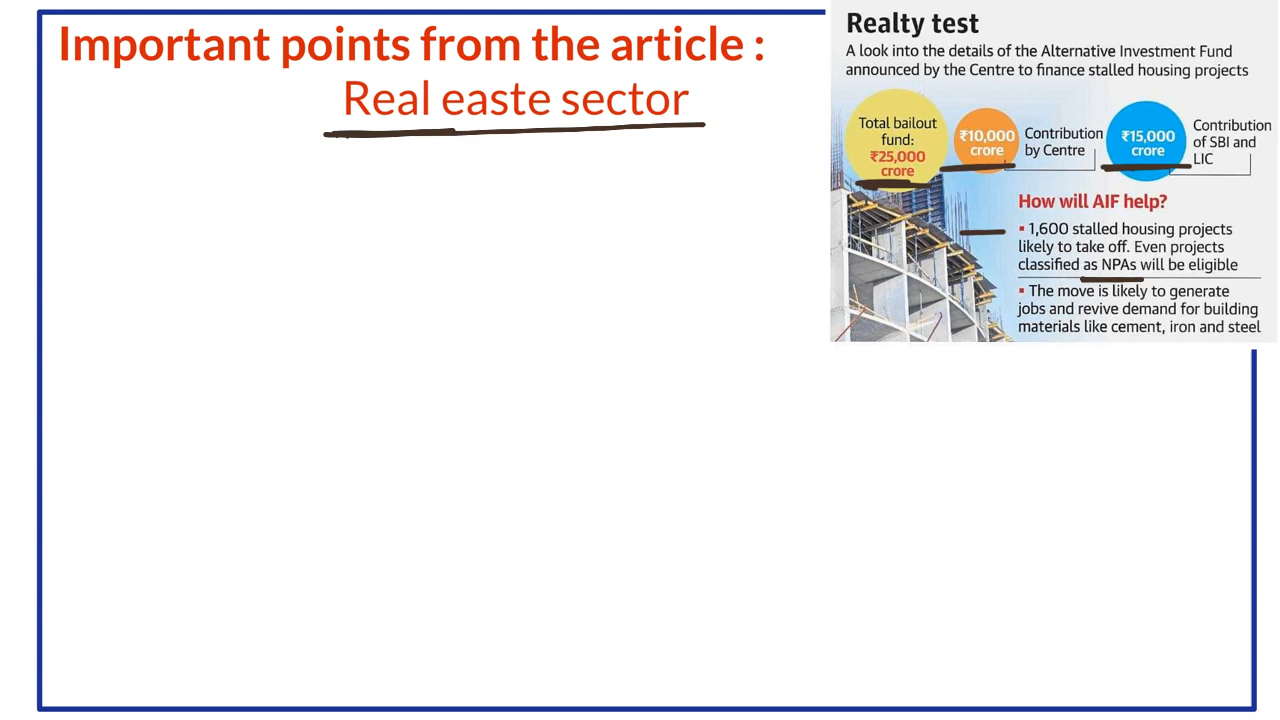 Important points from the article :
Real easte sector
Realty test
A look into the details of the Alternative Investment Fund
announced by the Centre to finance stalled housing projects
Total bailout
fund:
₹25,000
crore
₹10,000
crore
Contribution
by Centre
₹15,000
crore
Contribution
of SBI and
LIC
How will AIF help?
▪ 1,600 stalled housing projects
likely to take off. Even projects
classified as NPAs will be eligible
▪ The move is likely to generate
jobs and revive demand for building
materials like cement, iron and steel